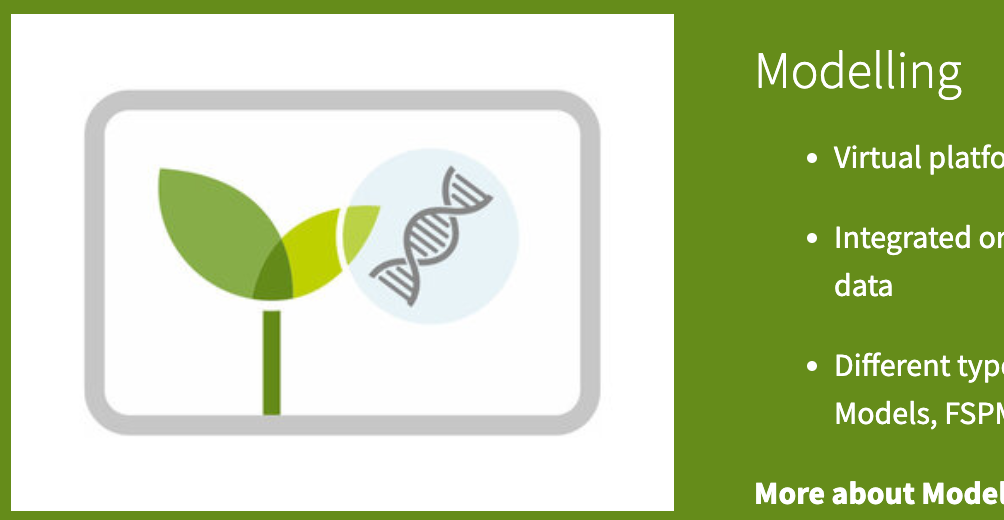 Modelling
• Virtual platfo
• Integrated or
data
• Different type
Models, FSPM
More about Model